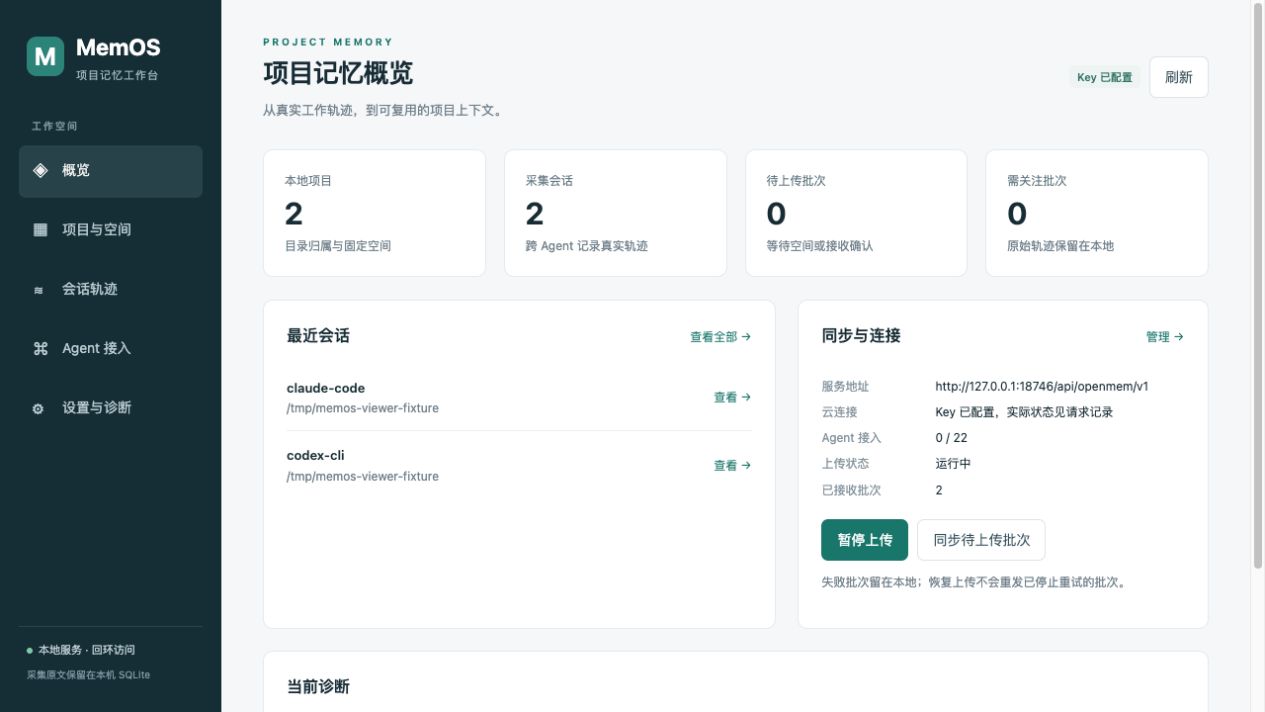 M
MemOS
项目记忆工作台
工作空间
概览
项目与空间
会话轨迹
Agent 接入
设置与诊断
本地服务 · 回环访问
采集原文保留在本机 SQLite
PROJECT MEMORY
项目记忆概览
从真实工作轨迹，到可复用的项目上下文。
Key 已配置
刷新
本地项目
2
目录归属与固定空间
采集会话
2
跨 Agent 记录真实轨迹
待上传批次
0
等待空间或接收确认
需关注批次
0
原始轨迹保留在本地
最近会话
查看全部 →
claude-code
/tmp/memos-viewer-fixture
查看 →
codex-cli
/tmp/memos-viewer-fixture
查看 →
同步与连接
管理 →
服务地址 http://127.0.0.1:18746/api/openmem/v1
云连接 Key 已配置，实际状态见请求记录
Agent 接入 0 / 22
上传状态 运行中
已接收批次 2
暂停上传
同步待上传批次
失败批次留在本地；恢复上传不会重发已停止重试的批次。
当前诊断